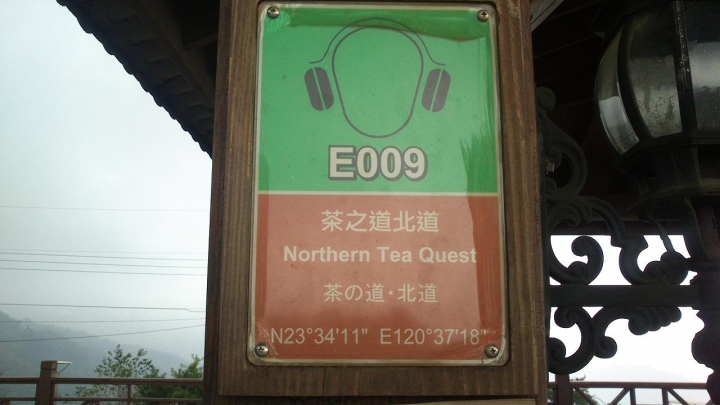 E009
茶之道北道
Northern Tea Quest
茶の道·北道
N23°34'11" E120°37'18"